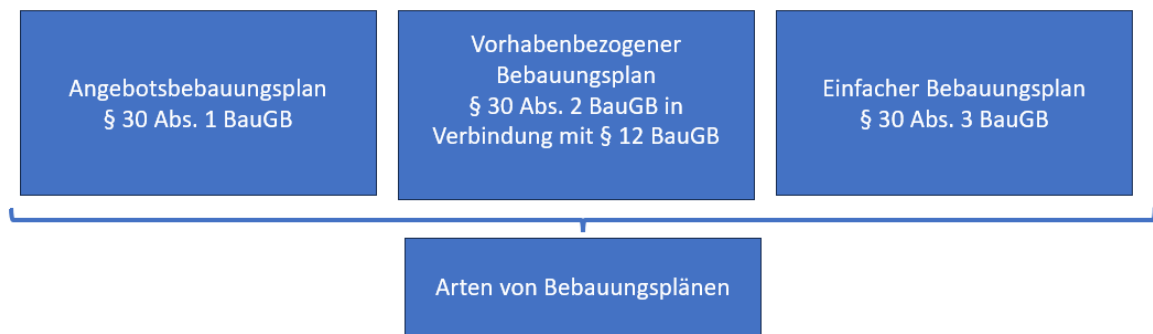 Angebotsbebauungsplan
§ 30 Abs. 1 BauGB
Vorhabenbezogener
Bebauungsplan
§ 30 Abs. 2 BauGB in
Verbindung mit § 12 BauGB
Einfacher Bebauungsplan
§ 30 Abs. 3 BauGB
Arten von Bebauungsplänen